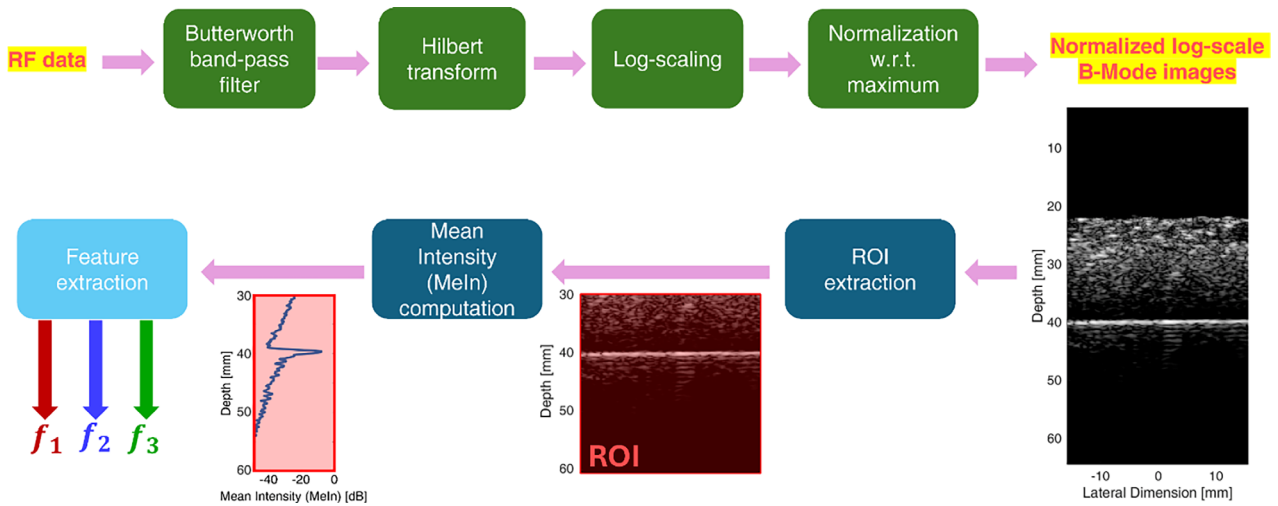 RF data
Butterworth
band-pass
filter
Hilbert
transform
Log-scaling
Normalization
w.r.t.
maximum
Normalized log-scale
B-Mode images
10
20
30
40
50
60
Depth [mm]
-10
0
10
Lateral Dimension [mm]
ROI
extraction
30
40
50
60
Depth [mm]
ROI
Mean
Intensity
(MeIn)
computation
30
40
50
60
Depth [mm]
-40
-20
0
Mean Intensity (MeIn) [dB]
Feature
extraction
f1
f2
f3